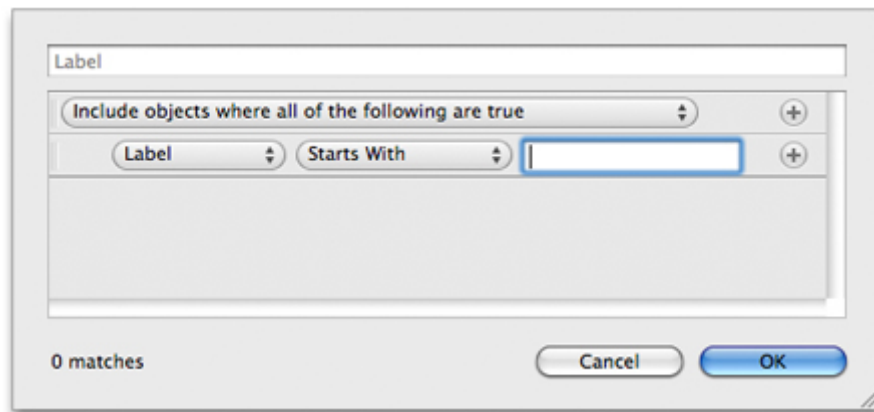 Label
Include objects where all of the following are true
Label Starts With
0 matches Cancel OK